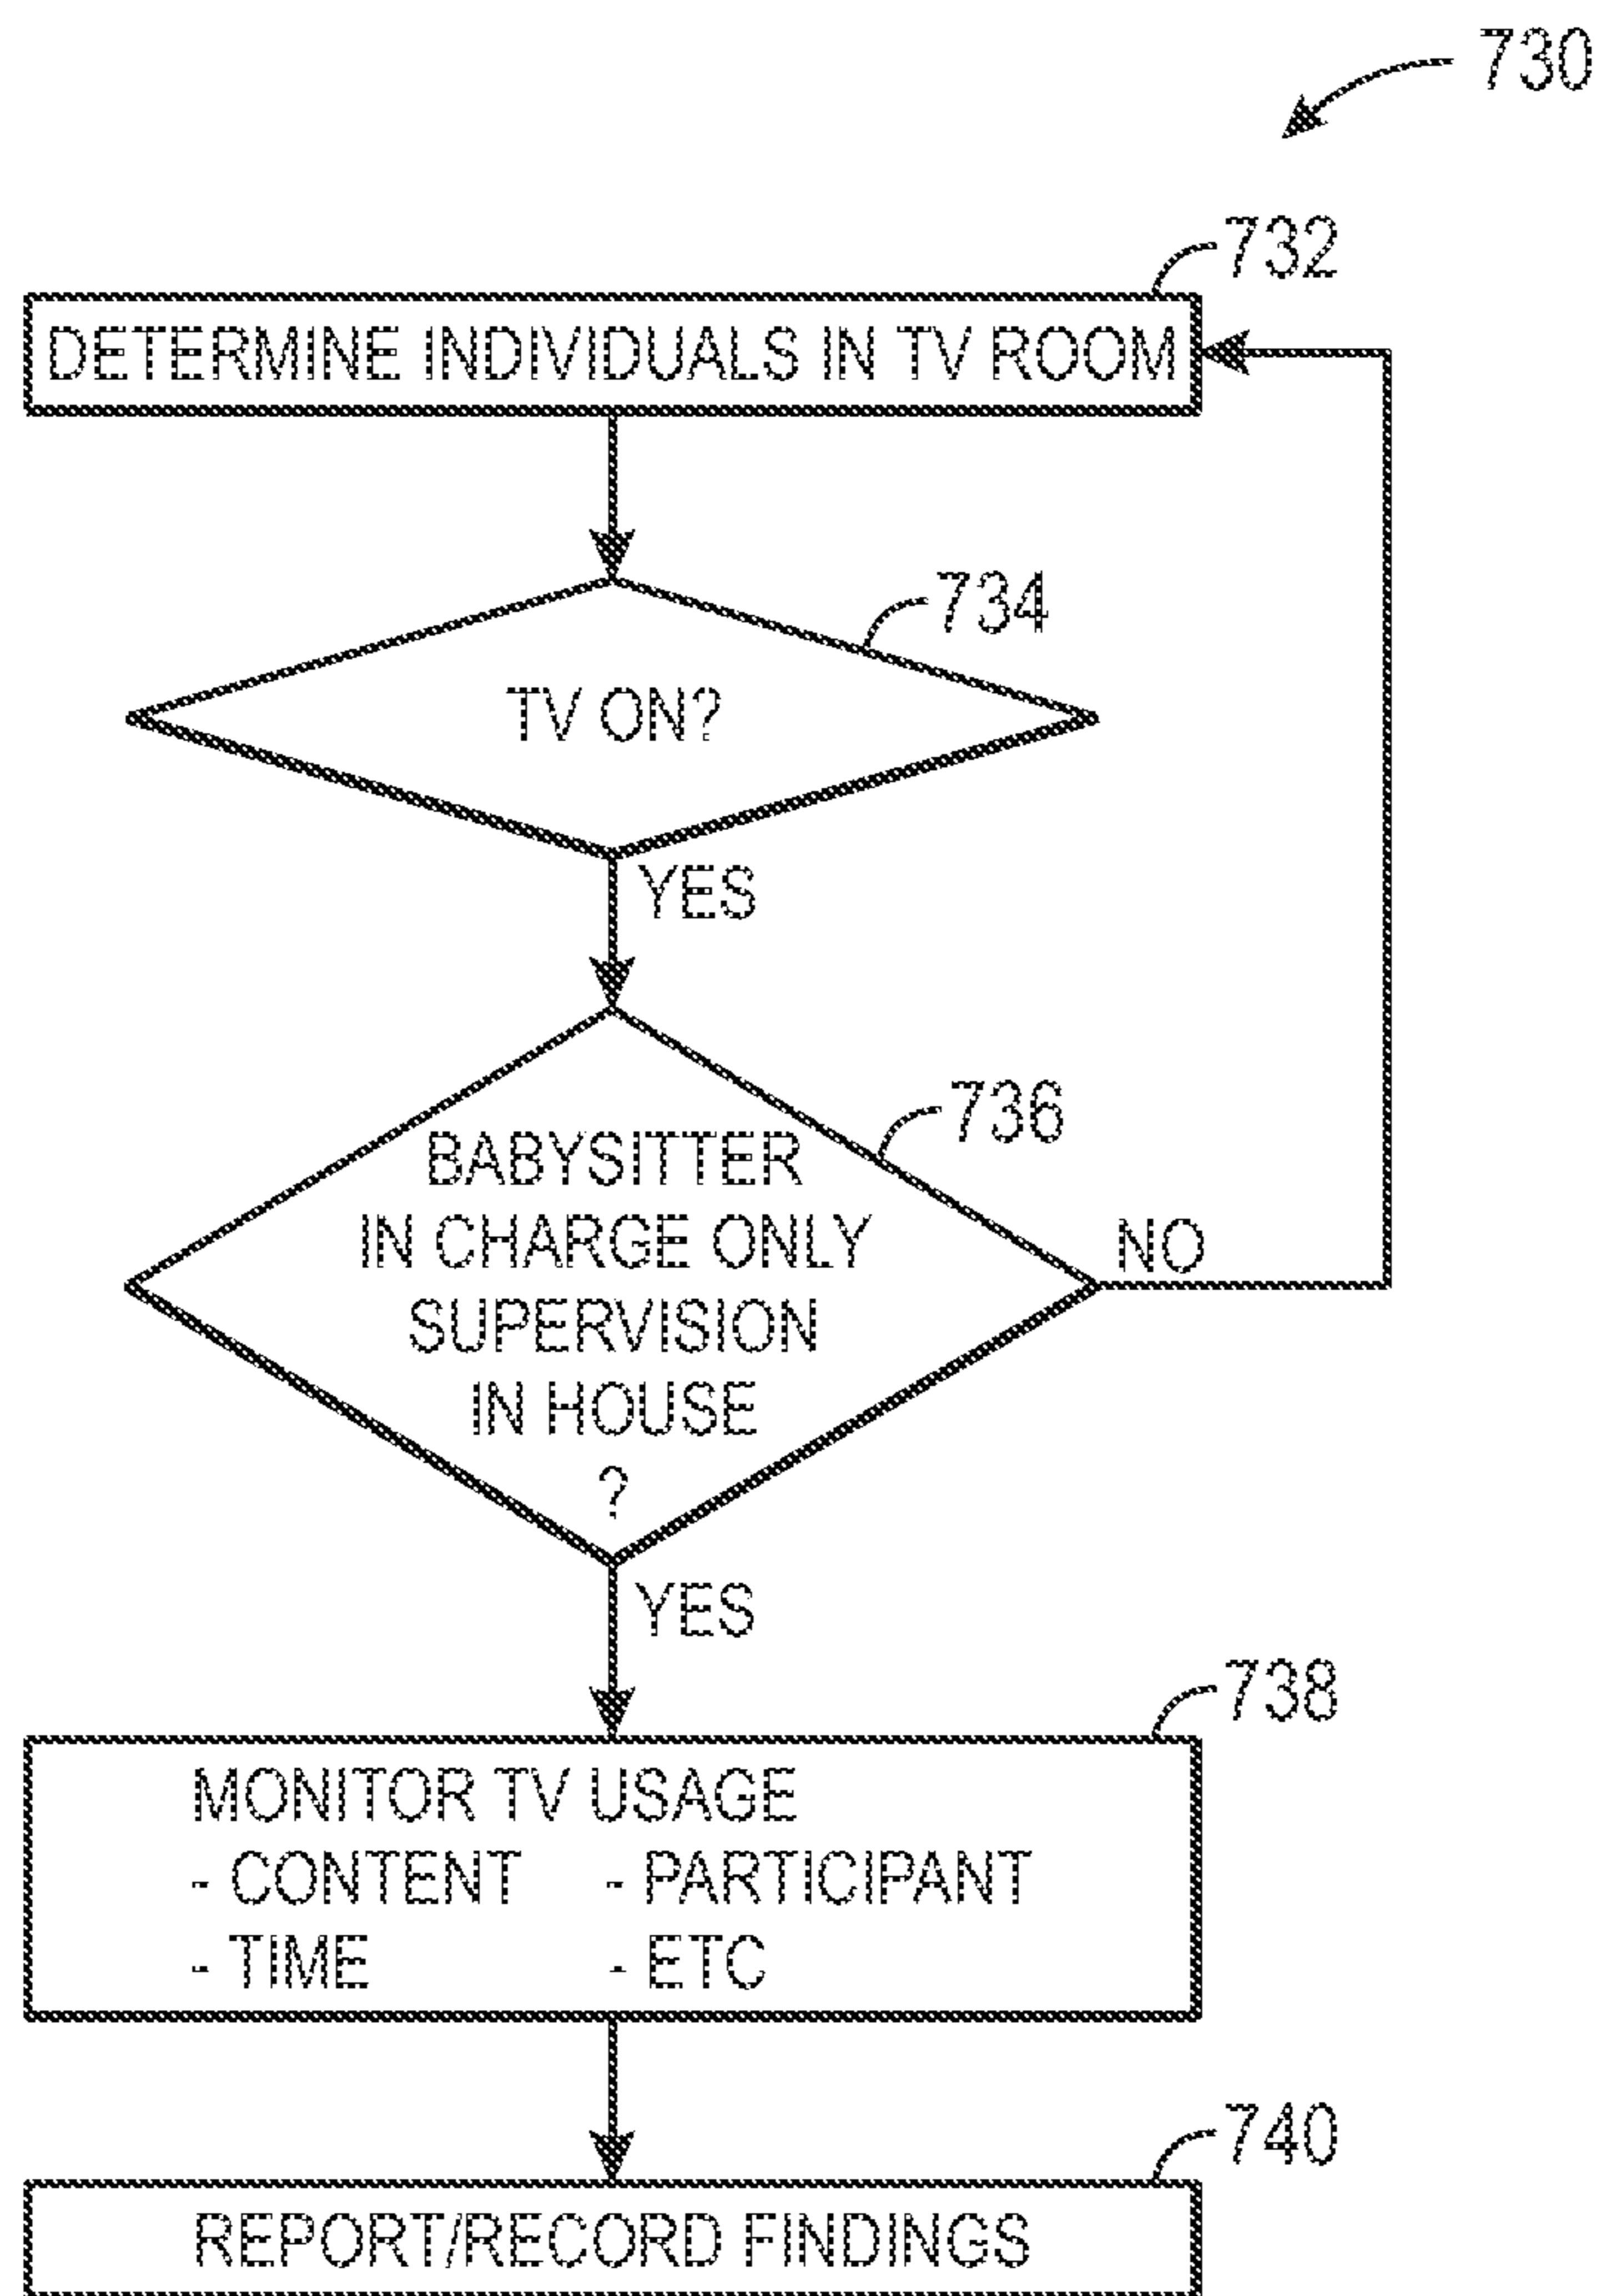 730
732
DETERMINE INDIVIDUALS IN TV ROOM
734
TV ON?
YES
736
BABYSITTER
IN CHARGE ONLY
SUPERVISION
IN HOUSE
?
NO
YES
738
MONITOR TV USAGE
- CONTENT - PARTICIPANT
- TIME - ETC
740
REPORT/RECORD FINDINGS